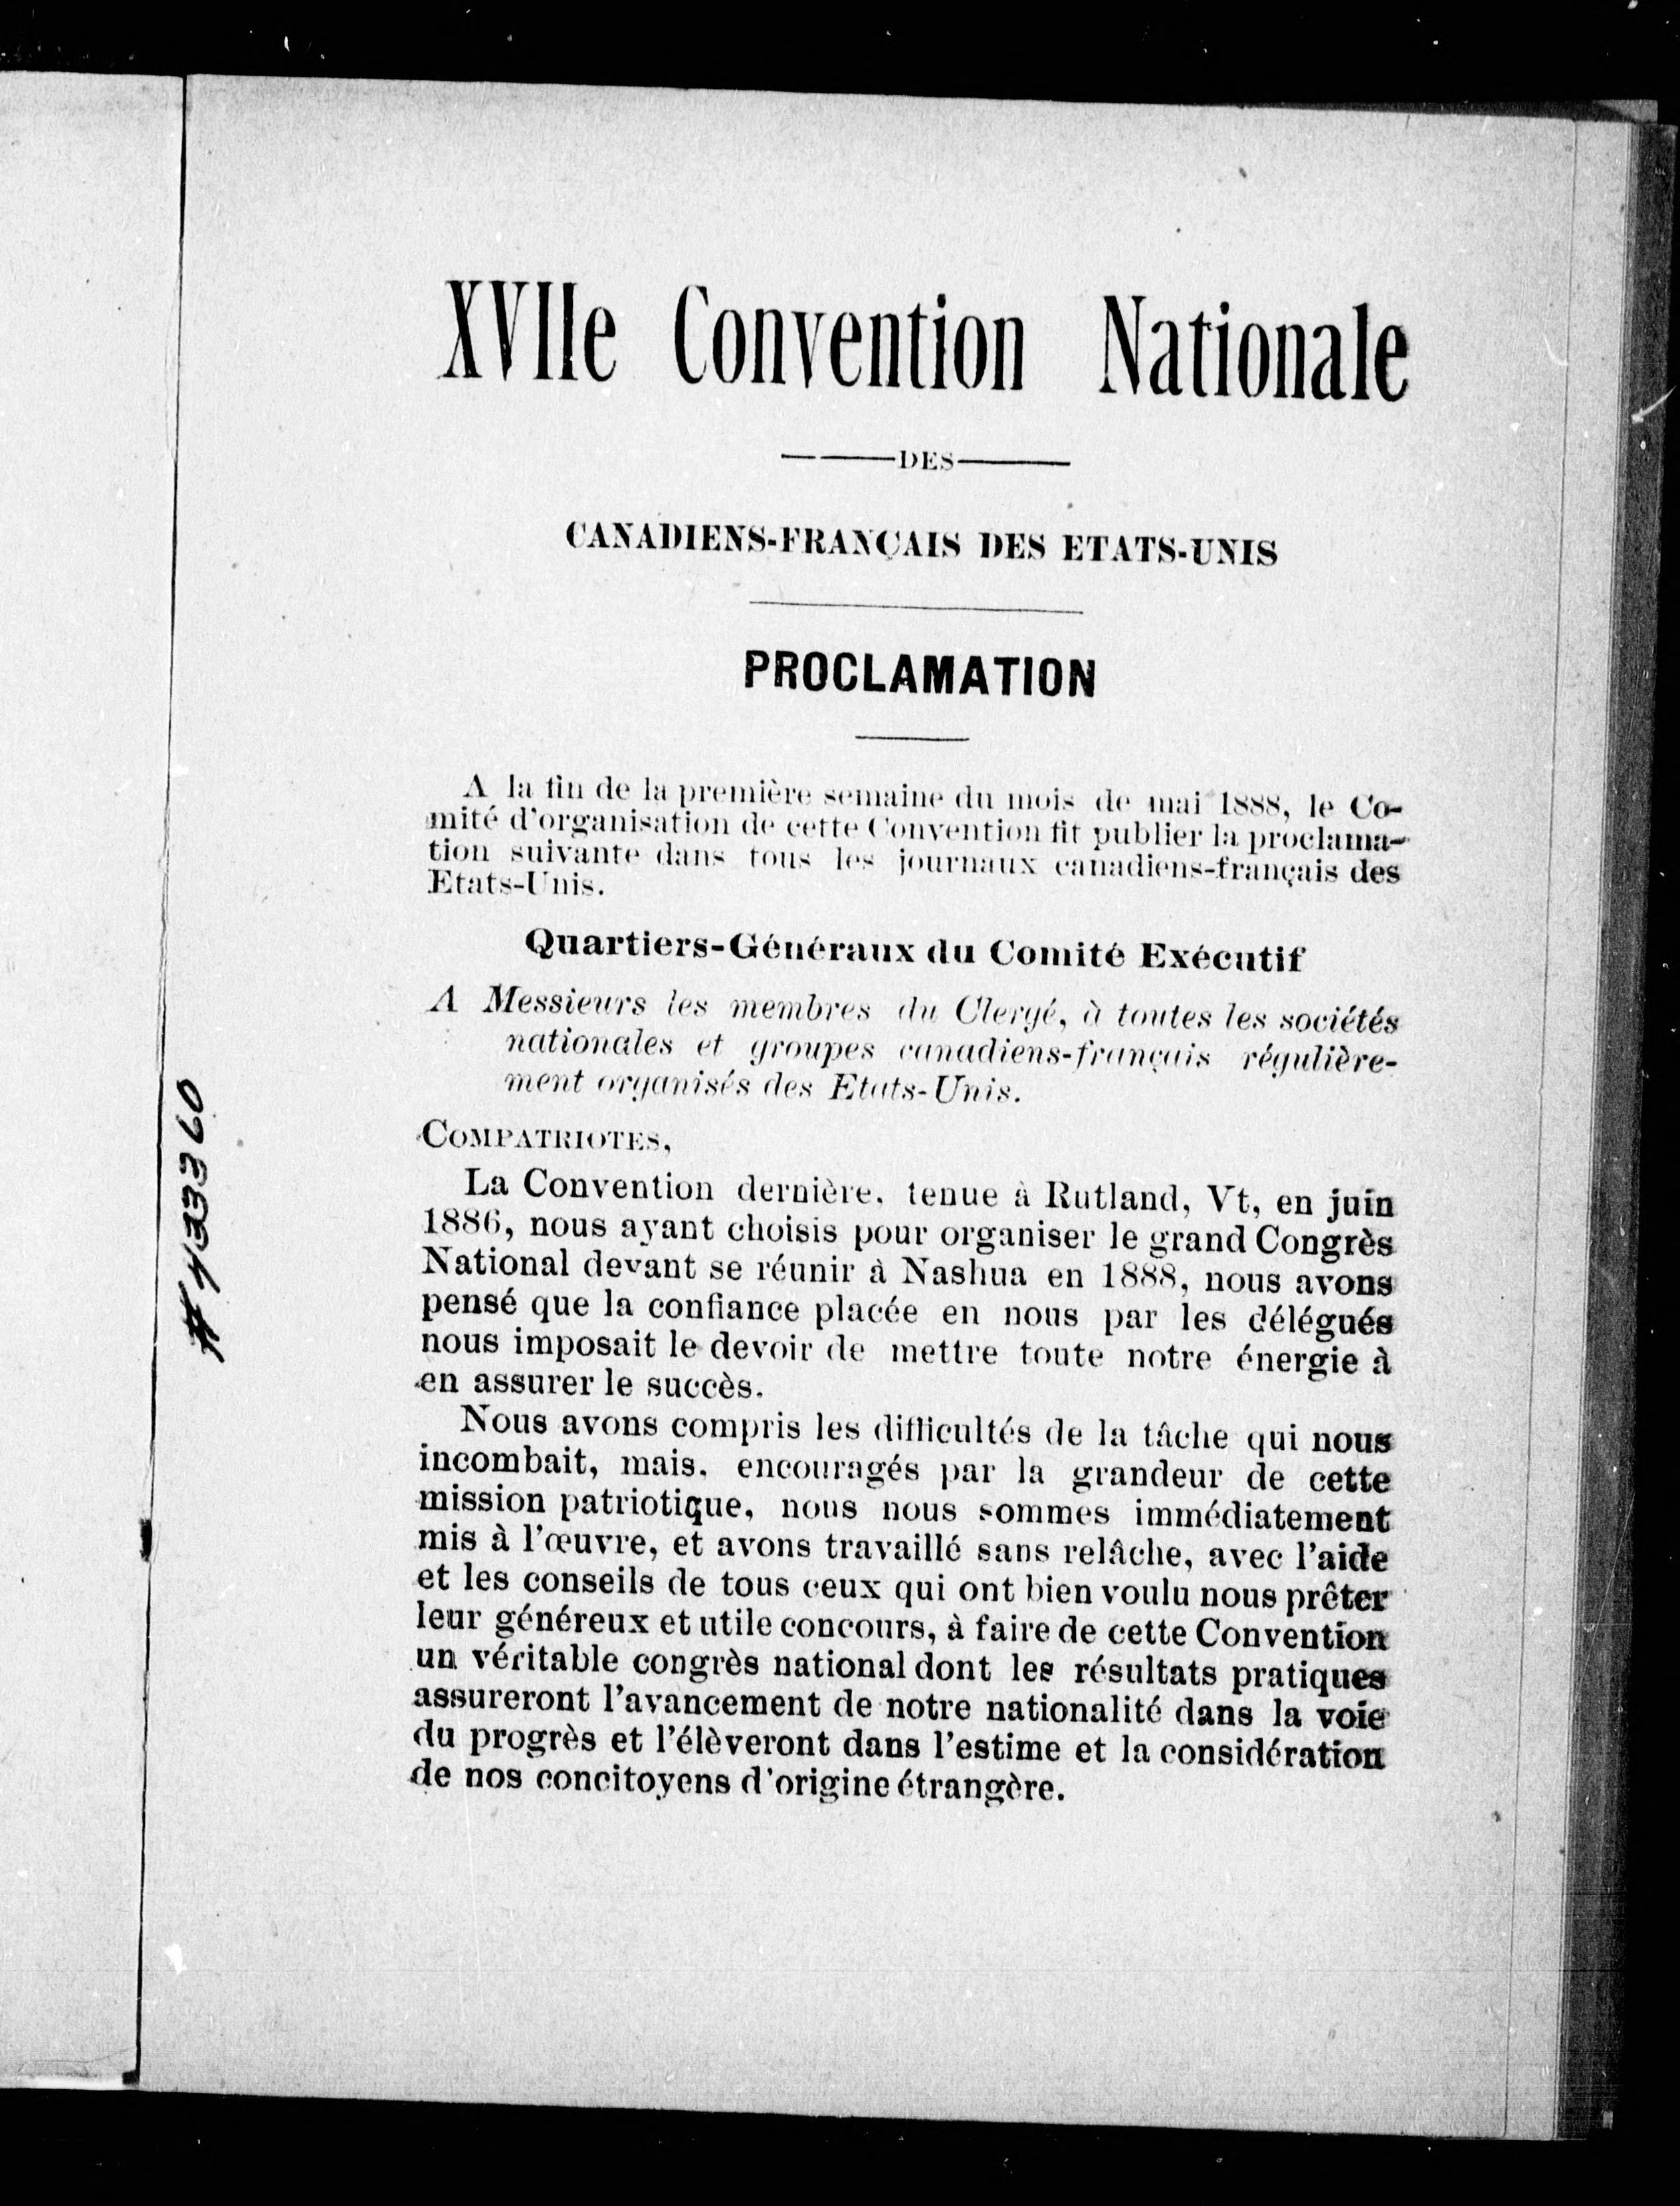 XVIIe Convention Nationale
DES
CANADIENS-FRANÇAIS DES ETATS-UNIS
PROCLAMATION
A la fin de la première semaine du mois de mai 1888, le Co-
mité d'organisation de cette Convention fit publier la proclama-
tion suivante dans tous les journaux canadiens-français des
Etats-Unis.
Quartiers-Généraux du Comité Exécutif
A Messieurs les membres du Clergé, à toutes les sociétés
nationales et groupes canadiens-français régulière-
ment organisés des Etats-Unis.
COMPATRIOTES,
La Convention dernière, tenue à Rutland, Vt, en juin
1886, nous ayant choisis pour organiser le grand Congrès
National devant se réunir à Nashua en 1888, nous avons
pensé que la confiance placée en nous par les délégués
nous imposait le devoir de mettre toute notre énergie à
en assurer le succès.
Nous avons compris les difficultés de la tâche qui nous
incombait, mais, encouragés par la grandeur de cette
mission patriotique, nous nous sommes immédiatement
mis à l'œuvre, et avons travaillé sans relâche, avec l'aide
et les conseils de tous ceux qui ont bien voulu nous prêter
leur généreux et utile concours, à faire de cette Convention
un véritable congrès national dont les résultats pratiques
assureront l'avancement de notre nationalité dans la voie
du progrès et l'élèveront dans l'estime et la considération
de nos concitoyens d'origine étrangère.
#433360